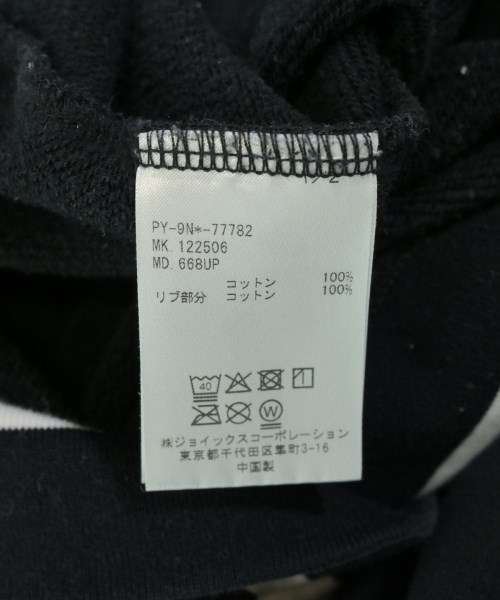 PY-9N*-77782
MK. 122506
MD. 668UP
コットン 100%
リブ部分 コットン 100%
40
W
㈱ジョイックスコーポレーション
東京都千代田区隼町3-16
中国製